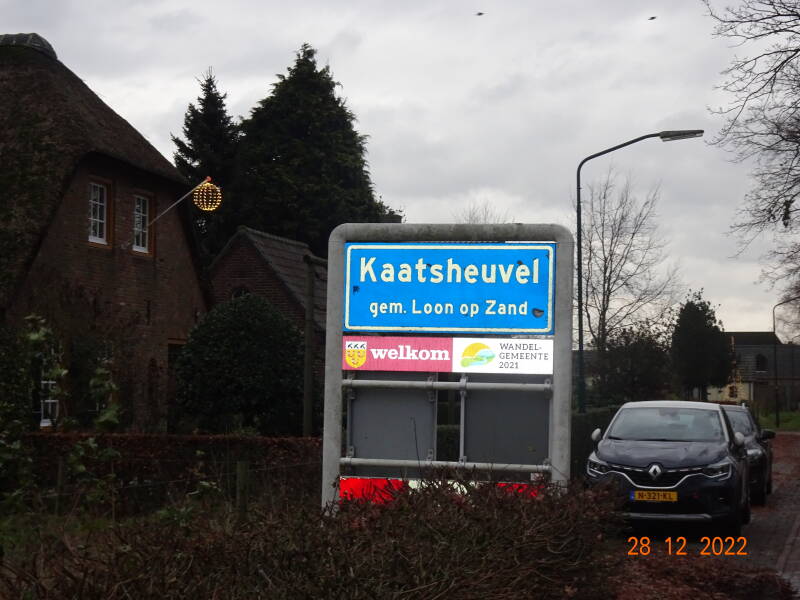 Kaatsheuvel
gem. Loon op Zand
welkom
WANDEL-
GEMEENTE
2021
N-321-KL
28 12 2022